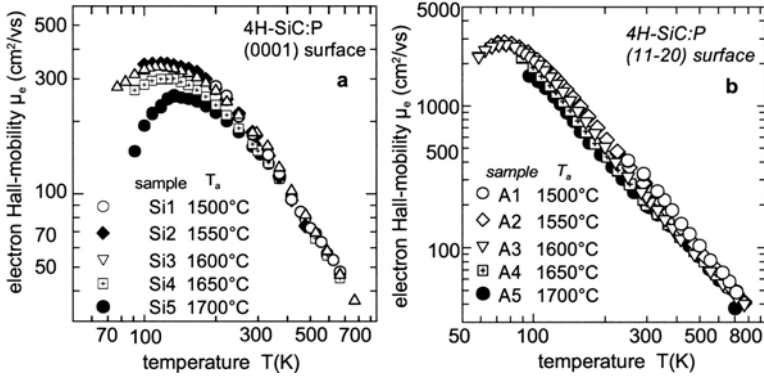 4H-SiC:P
(0001) surface
a
electron Hall-mobility μe (cm²/vs)
500
300
100
70
50
sample Ta
Si1 1500°C
Si2 1550°C
Si3 1600°C
Si4 1650°C
Si5 1700°C
70 100 200 300 500 700
temperature T(K)
4H-SiC:P
(11-20) surface
b
electron Hall-mobility μe (cm²/vs)
5000
1000
500
100
sample Ta
A1 1500°C
A2 1550°C
A3 1600°C
A4 1650°C
A5 1700°C
50 100 300 500 800
temperature T(K)